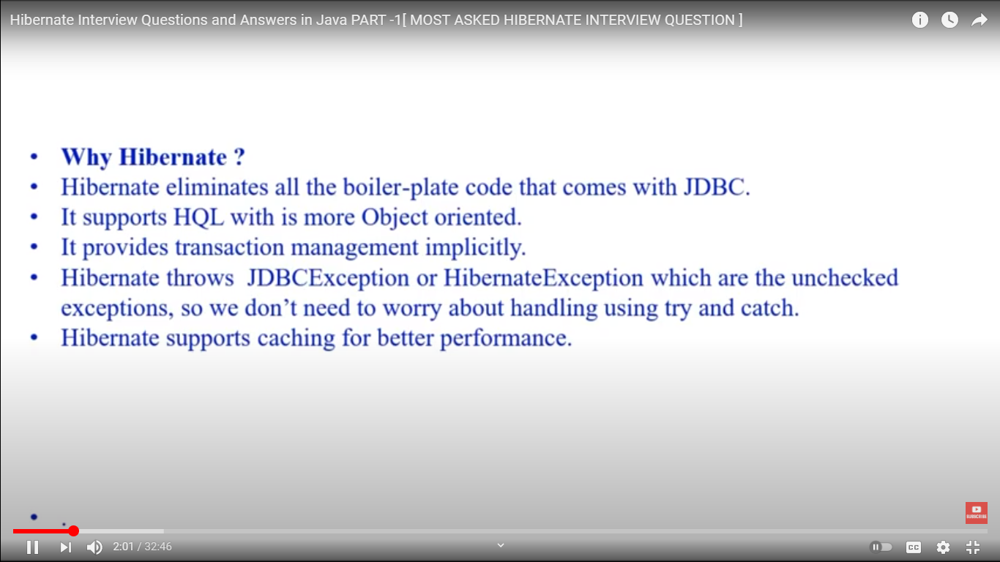 Hibernate Interview Questions and Answers in Java PART -1[ MOST ASKED HIBERNATE INTERVIEW QUESTION ]
• Why Hibernate ?
• Hibernate eliminates all the boiler-plate code that comes with JDBC.
• It supports HQL with is more Object oriented.
• It provides transaction management implicitly.
• Hibernate throws  JDBCException or HibernateException which are the unchecked
exceptions, so we don’t need to worry about handling using try and catch.
• Hibernate supports caching for better performance.
• .
SUBSCRIBE
2:01 / 32:46
CC